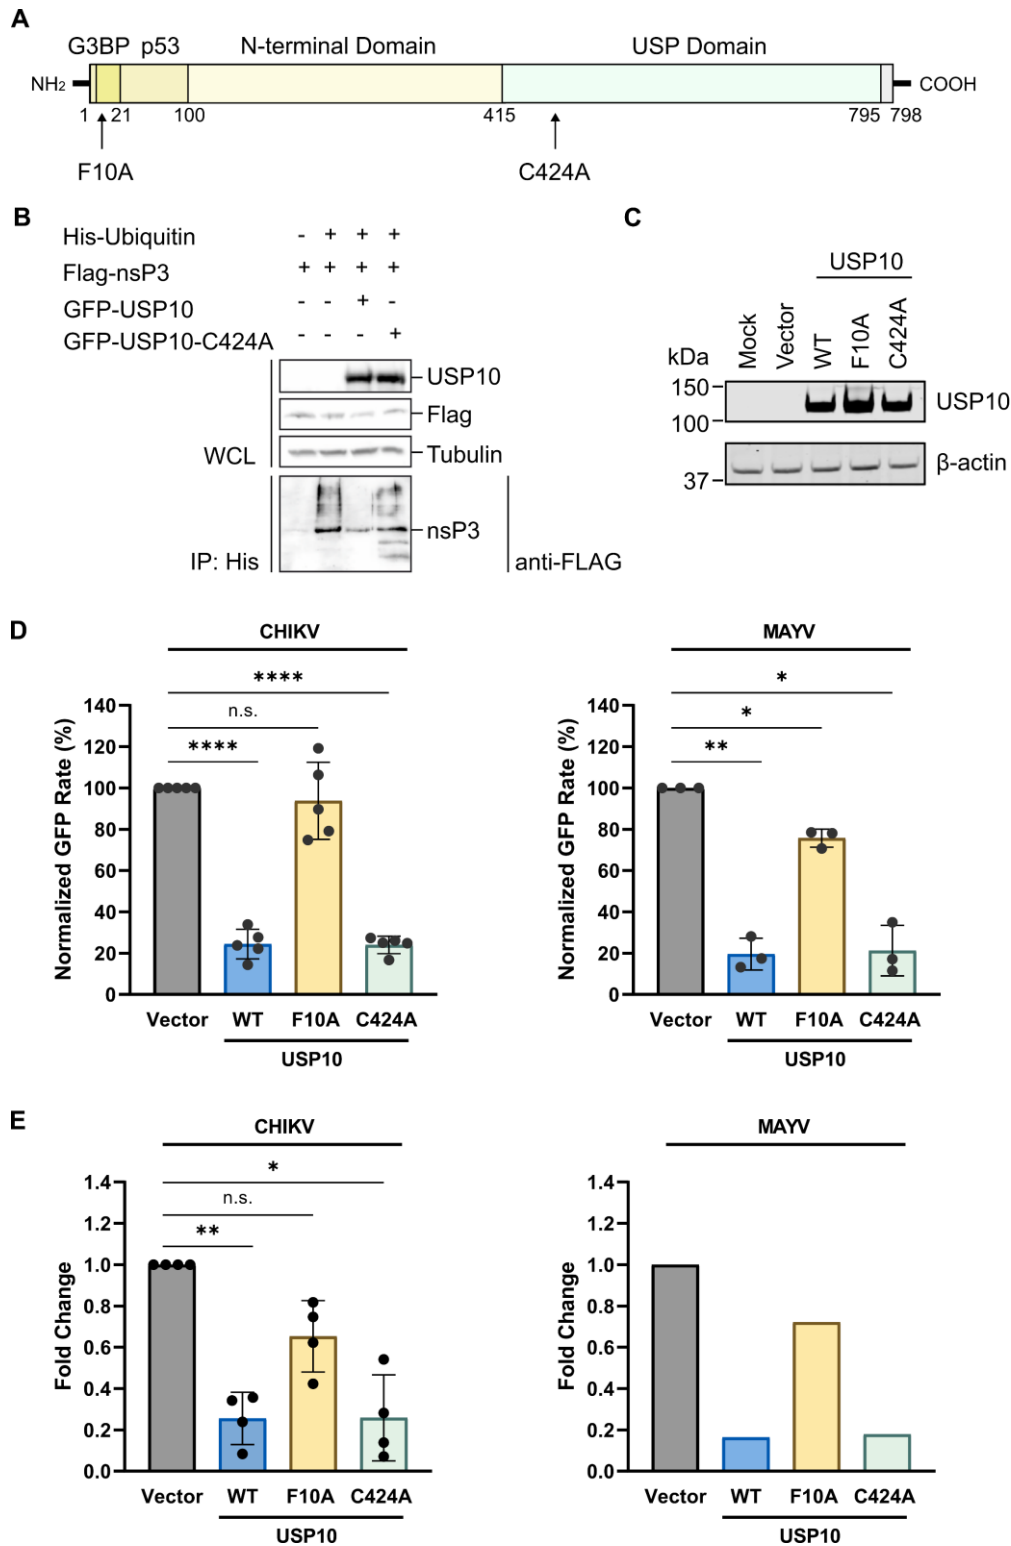 A
G3BP p53 N-terminal Domain USP Domain
NH2 COOH
1 21 100 415 795 798
F10A C424A
B
His-Ubiquitin - + + +
Flag-nsP3 + + + +
GFP-USP10 - - + -
GFP-USP10-C424A - - - +
USP10
Flag
WCL Tubulin
nsP3
IP: His anti-FLAG
C
USP10
kDa Mock Vector WT F10A C424A
150
100 USP10
β-actin
37
D
CHIKV
****
n.s.
****
140
120
100
80
60
40
20
0
Normalized GFP Rate (%)
Vector WT F10A C424A
USP10
MAYV
*
*
**
140
120
100
80
60
40
20
0
Normalized GFP Rate (%)
Vector WT F10A C424A
USP10
E
CHIKV
*
n.s.
**
1.4
1.2
1.0
0.8
0.6
0.4
0.2
0.0
Fold Change
Vector WT F10A C424A
USP10
MAYV
1.4
1.2
1.0
0.8
0.6
0.4
0.2
0.0
Fold Change
Vector WT F10A C424A
USP10